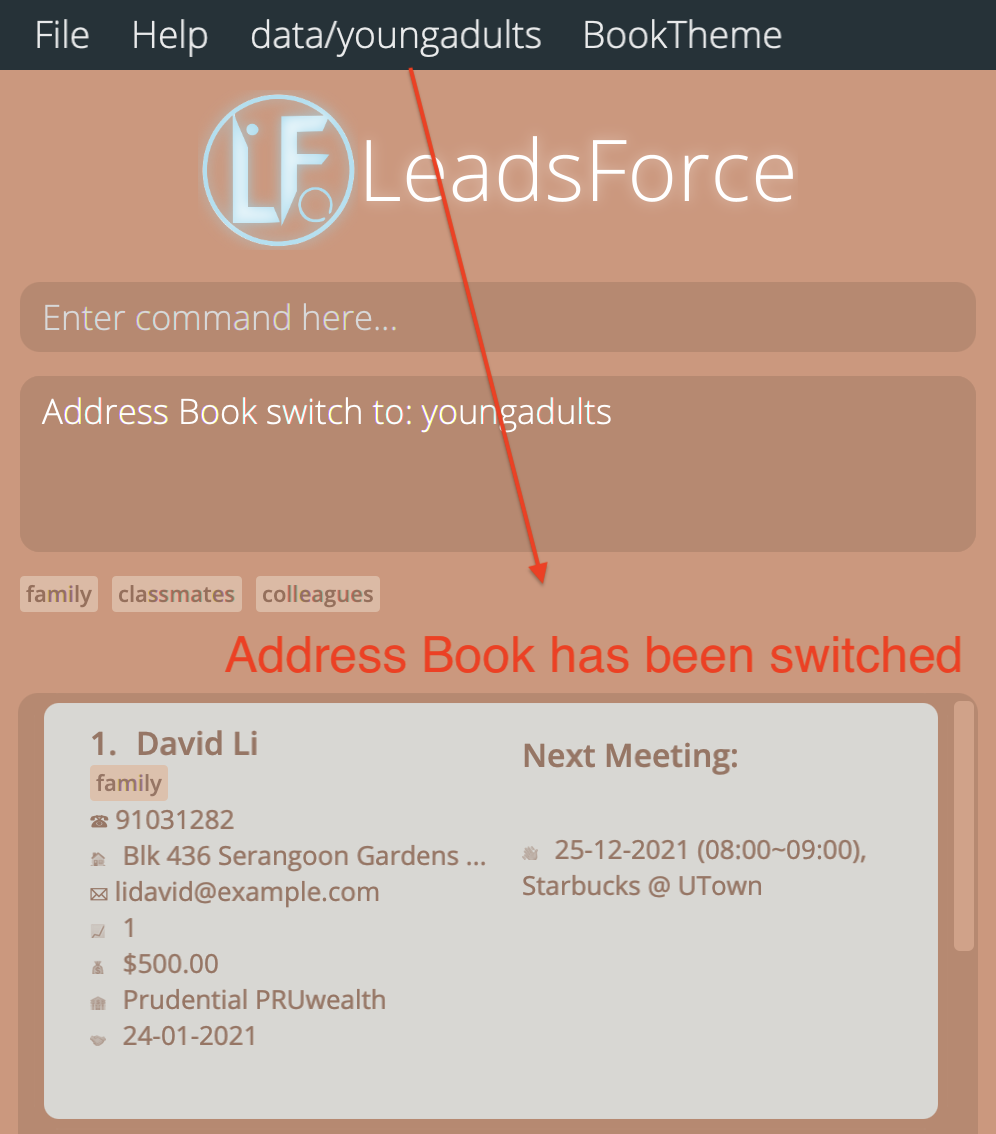 File Help data/youngadults BookTheme
LeadsForce
Enter command here...
Address Book switch to: youngadults
family classmates colleagues
Address Book has been switched
1. David Li
family
91031282
Blk 436 Serangoon Gardens ...
lidavid@example.com
1
$500.00
Prudential PRUwealth
24-01-2021
Next Meeting:
25-12-2021 (08:00~09:00),
Starbucks @ UTown